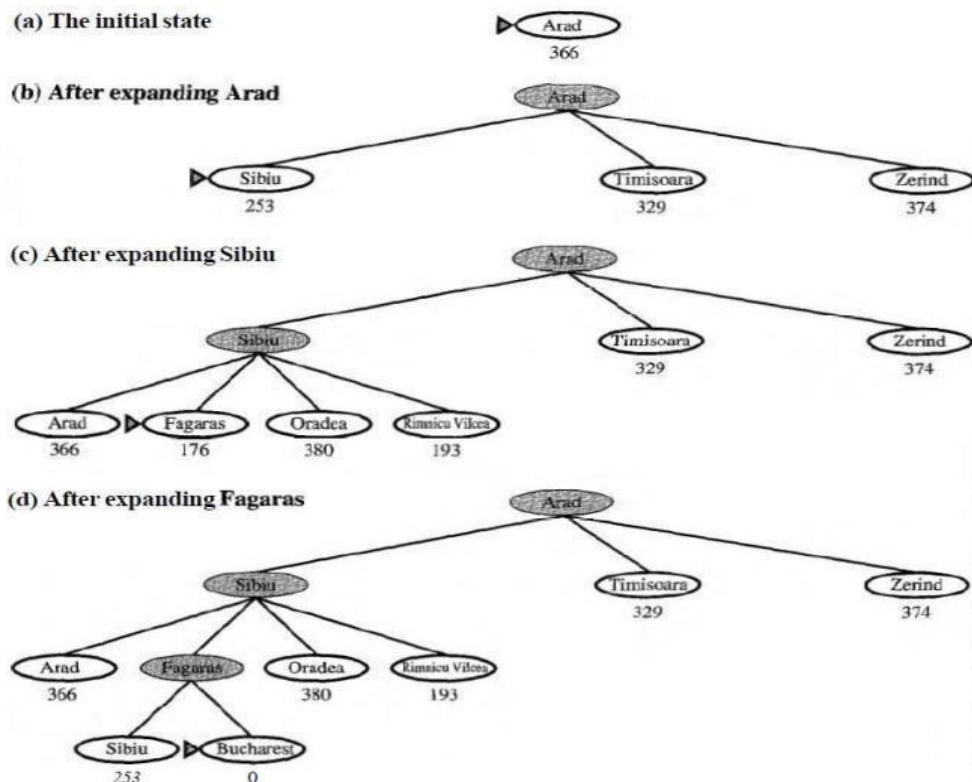 (a) The initial state
Arad
366
(b) After expanding Arad
Arad
Sibiu Timisoara Zerind
253 329 374
(c) After expanding Sibiu
Arad
Sibiu Timisoara Zerind
329 374
Arad Fagaras Oradea Rimnicu Vilcea
366 176 380 193
(d) After expanding Fagaras
Arad
Sibiu Timisoara Zerind
329 374
Arad Fagaras Oradea Rimnicu Vilcea
366 380 193
Sibiu Bucharest
253 0